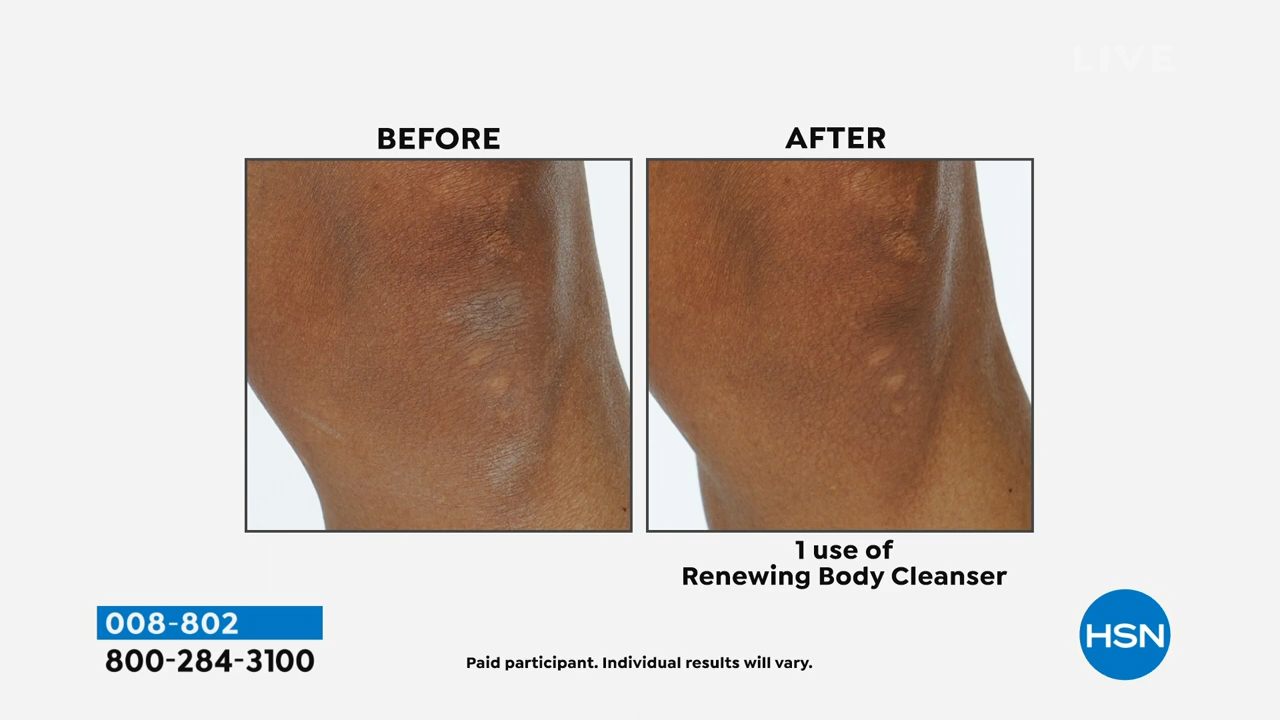 LIVE
BEFORE
AFTER
1 use of
Renewing Body Cleanser
008-802
800-284-3100
Paid participant. Individual results will vary.
HSN